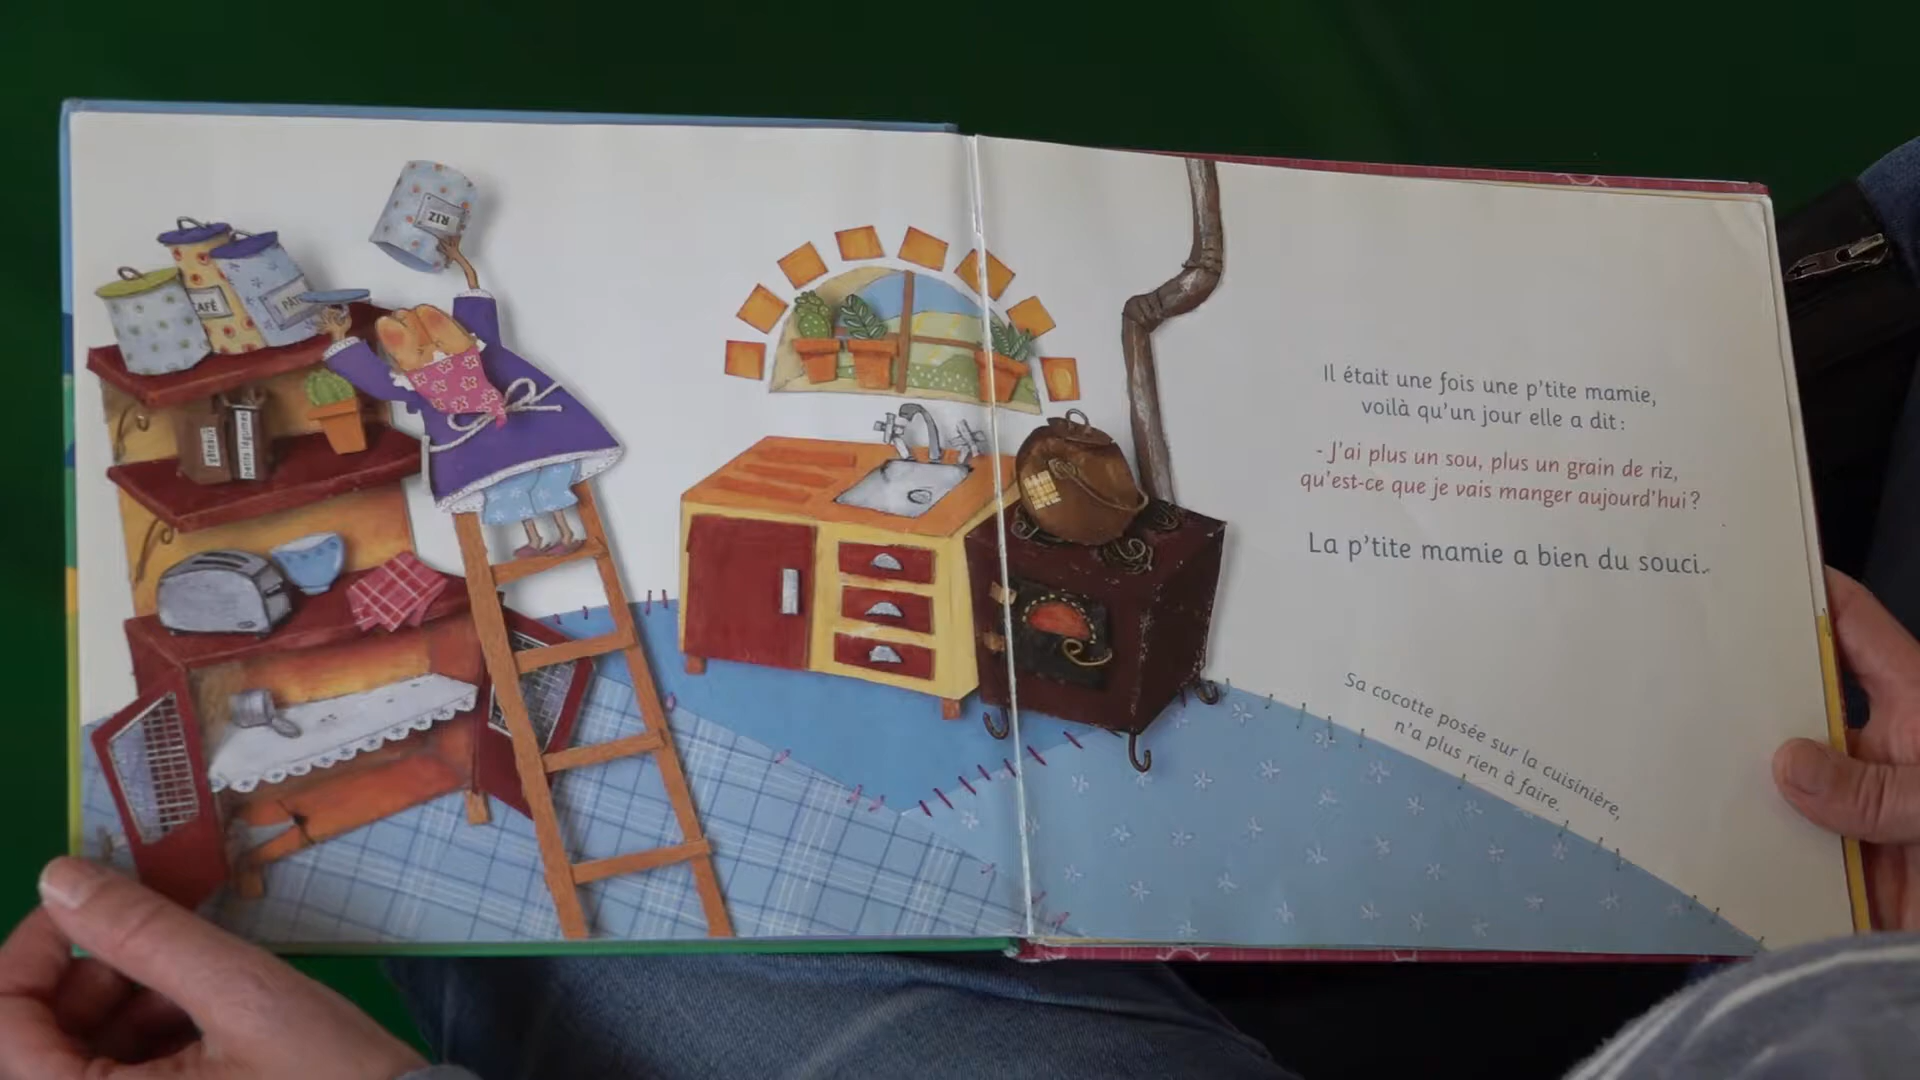 RIZ
CAFÉ
PÂT
gâteaux
petits légumes
Il était une fois une p'tite mamie,
voilà qu'un jour elle a dit :
- J'ai plus un sou, plus un grain de riz,
qu'est-ce que je vais manger aujourd'hui ?
La p'tite mamie a bien du souci.
Sa cocotte posée sur la cuisinière,
n'a plus rien à faire.